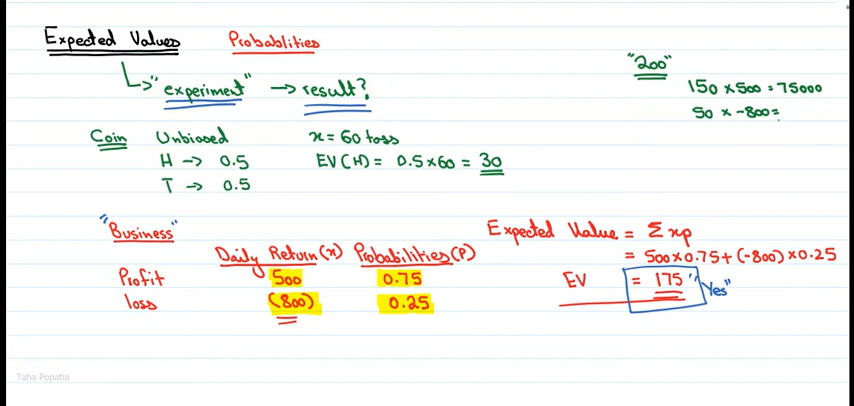 Expected Values Probablities
"experiment" → result?
"200"
150 × 500 = 75000
50 × -800 =
Coin Unbiased x = 60 toss
H → 0.5 EV(H) = 0.5 × 60 = 30
T → 0.5
"Business"
Daily Return (x) Probabilities (P)
Profit 500 0.75
loss (800) 0.25
Expected Value = Σxp
= 500 × 0.75 + (-800) × 0.25
EV = 175 "Yes"
Taha Popatia